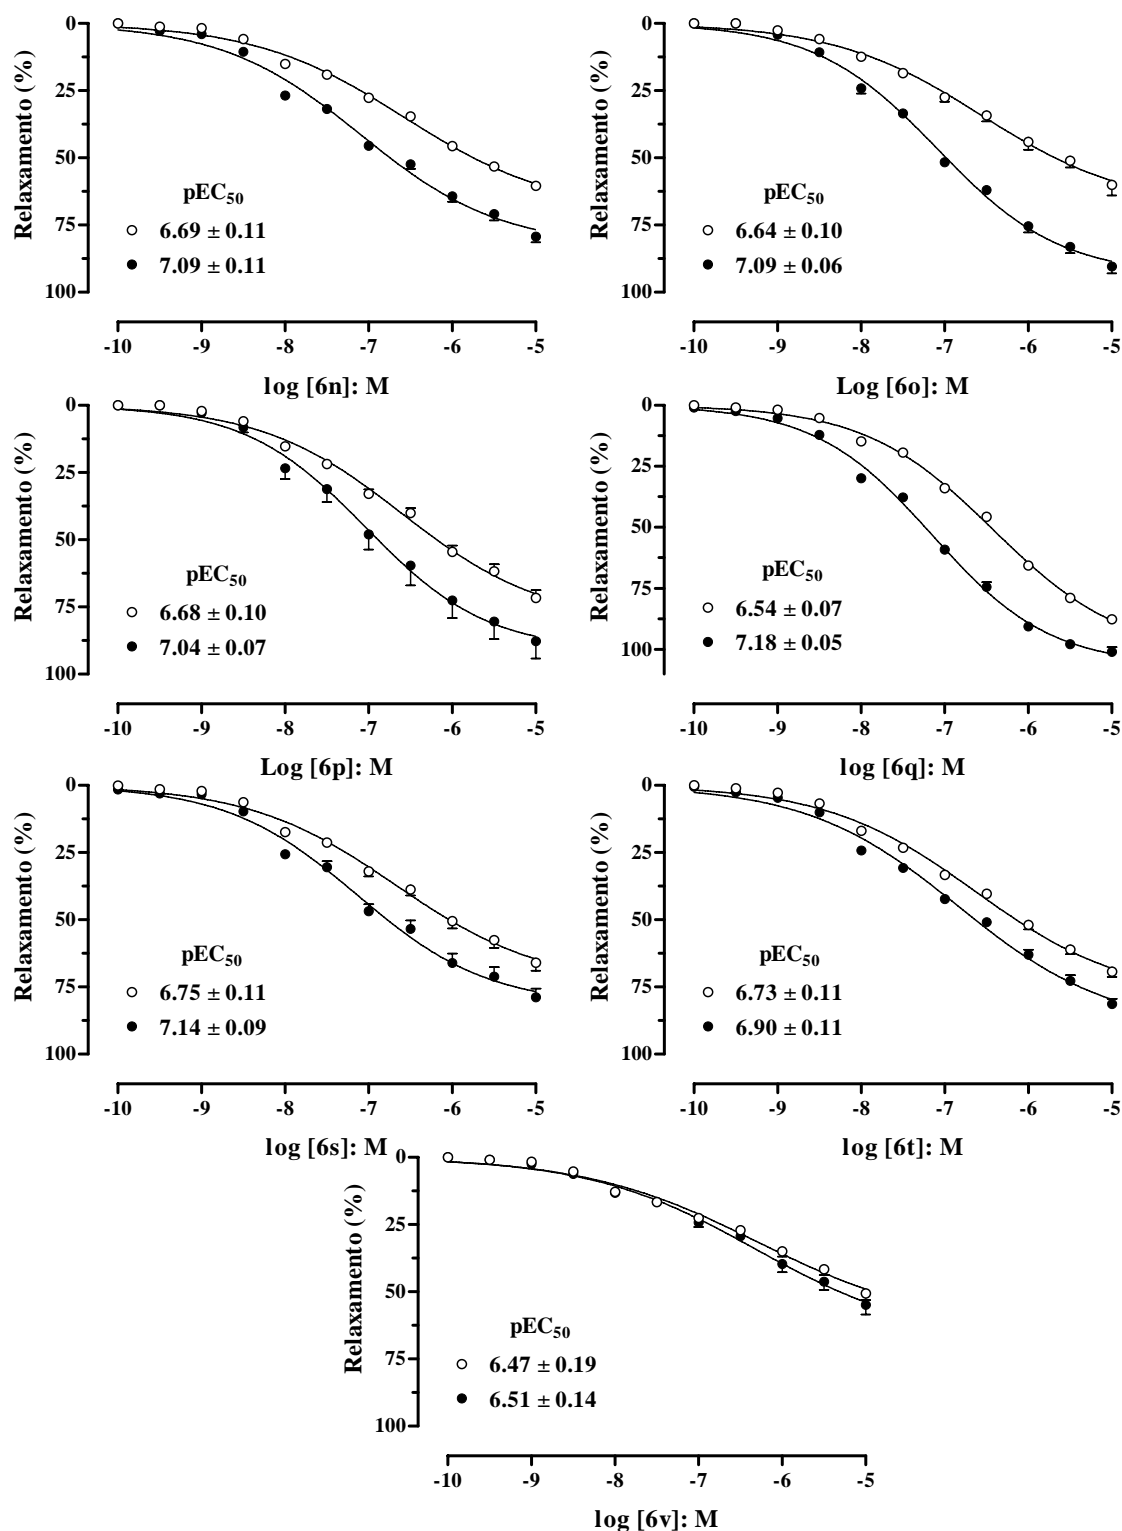 Relaxamento (%)
0
25
50
75
100
pEC50
6.69 ± 0.11
7.09 ± 0.11
-10 -9 -8 -7 -6 -5
log [6n]: M
Relaxamento (%)
0
25
50
75
100
pEC50
6.64 ± 0.10
7.09 ± 0.06
-10 -9 -8 -7 -6 -5
Log [6o]: M
Relaxamento (%)
0
25
50
75
100
pEC50
6.68 ± 0.10
7.04 ± 0.07
-10 -9 -8 -7 -6 -5
Log [6p]: M
Relaxamento (%)
0
25
50
75
100
pEC50
6.54 ± 0.07
7.18 ± 0.05
-10 -9 -8 -7 -6 -5
log [6q]: M
Relaxamento (%)
0
25
50
75
100
pEC50
6.75 ± 0.11
7.14 ± 0.09
-10 -9 -8 -7 -6 -5
log [6s]: M
Relaxamento (%)
0
25
50
75
100
pEC50
6.73 ± 0.11
6.90 ± 0.11
-10 -9 -8 -7 -6 -5
log [6t]: M
Relaxamento (%)
0
25
50
75
100
pEC50
6.47 ± 0.19
6.51 ± 0.14
-10 -9 -8 -7 -6 -5
log [6v]: M